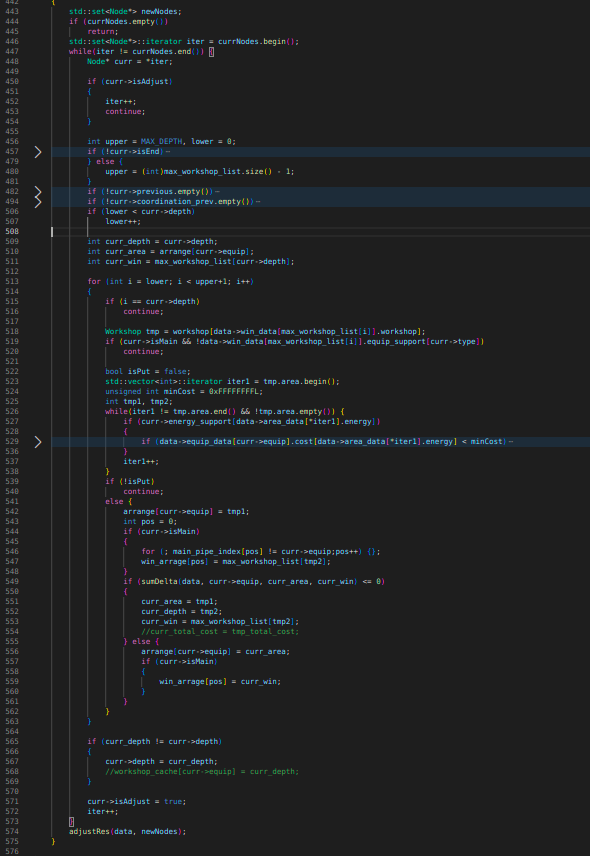 442 {
443 std::set<Node*> newNodes;
444 if (currNodes.empty())
445 return;
446 std::set<Node*>::iterator iter = currNodes.begin();
447 while(iter != currNodes.end()) {
448 Node* curr = *iter;
449
450 if (curr->isAdjust)
451 {
452 iter++;
453 continue;
454 }
455
456 int upper = MAX_DEPTH, lower = 0;
457 if (!curr->isEnd)⋯
479 } else {
480 upper = (int)max_workshop_list.size() - 1;
481 }
482 if (!curr->previous.empty())⋯
494 if (!curr->coordination_prev.empty())⋯
506 if (lower < curr->depth)
507 lower++;
508
509 int curr_depth = curr->depth;
510 int curr_area = arrange[curr->equip];
511 int curr_win = max_workshop_list[curr->depth];
512
513 for (int i = lower; i < upper+1; i++)
514 {
515 if (i == curr->depth)
516 continue;
517
518 Workshop tmp = workshop[data->win_data[max_workshop_list[i]].workshop];
519 if (curr->isMain && !data->win_data[max_workshop_list[i]].equip_support[curr->type])
520 continue;
521
522 bool isPut = false;
523 std::vector<int>::iterator iter1 = tmp.area.begin();
524 unsigned int minCost = 0xFFFFFFFFL;
525 int tmp1, tmp2;
526 while(iter1 != tmp.area.end() && !tmp.area.empty()) {
527 if (curr->energy_support[data->area_data[*iter1].energy])
528 {
529 if (data->equip_data[curr->equip].cost[data->area_data[*iter1].energy] < minCost)⋯
536 }
537 iter1++;
538 }
539 if (!isPut)
540 continue;
541 else {
542 arrange[curr->equip] = tmp1;
543 int pos = 0;
544 if (curr->isMain)
545 {
546 for (; main_pipe_index[pos] != curr->equip;pos++) {};
547 win_arrage[pos] = max_workshop_list[tmp2];
548 }
549 if (sumDelta(data, curr->equip, curr_area, curr_win) <= 0)
550 {
551 curr_area = tmp1;
552 curr_depth = tmp2;
553 curr_win = max_workshop_list[tmp2];
554 //curr_total_cost = tmp_total_cost;
555 } else {
556 arrange[curr->equip] = curr_area;
557 if (curr->isMain)
558 {
559 win_arrage[pos] = curr_win;
560 }
561 }
562 }
563 }
564
565 if (curr_depth != curr->depth)
566 {
567 curr->depth = curr_depth;
568 //workshop_cache[curr->equip] = curr_depth;
569 }
570
571 curr->isAdjust = true;
572 iter++;
573 }
574 adjustRes(data, newNodes);
575 }
576